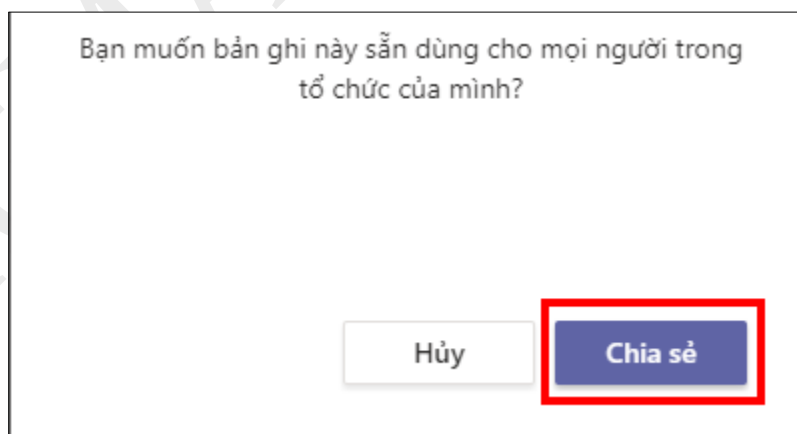 Bạn muốn bản ghi này sẵn dùng cho mọi người trong
tổ chức của mình?
Hủy
Chia sẻ